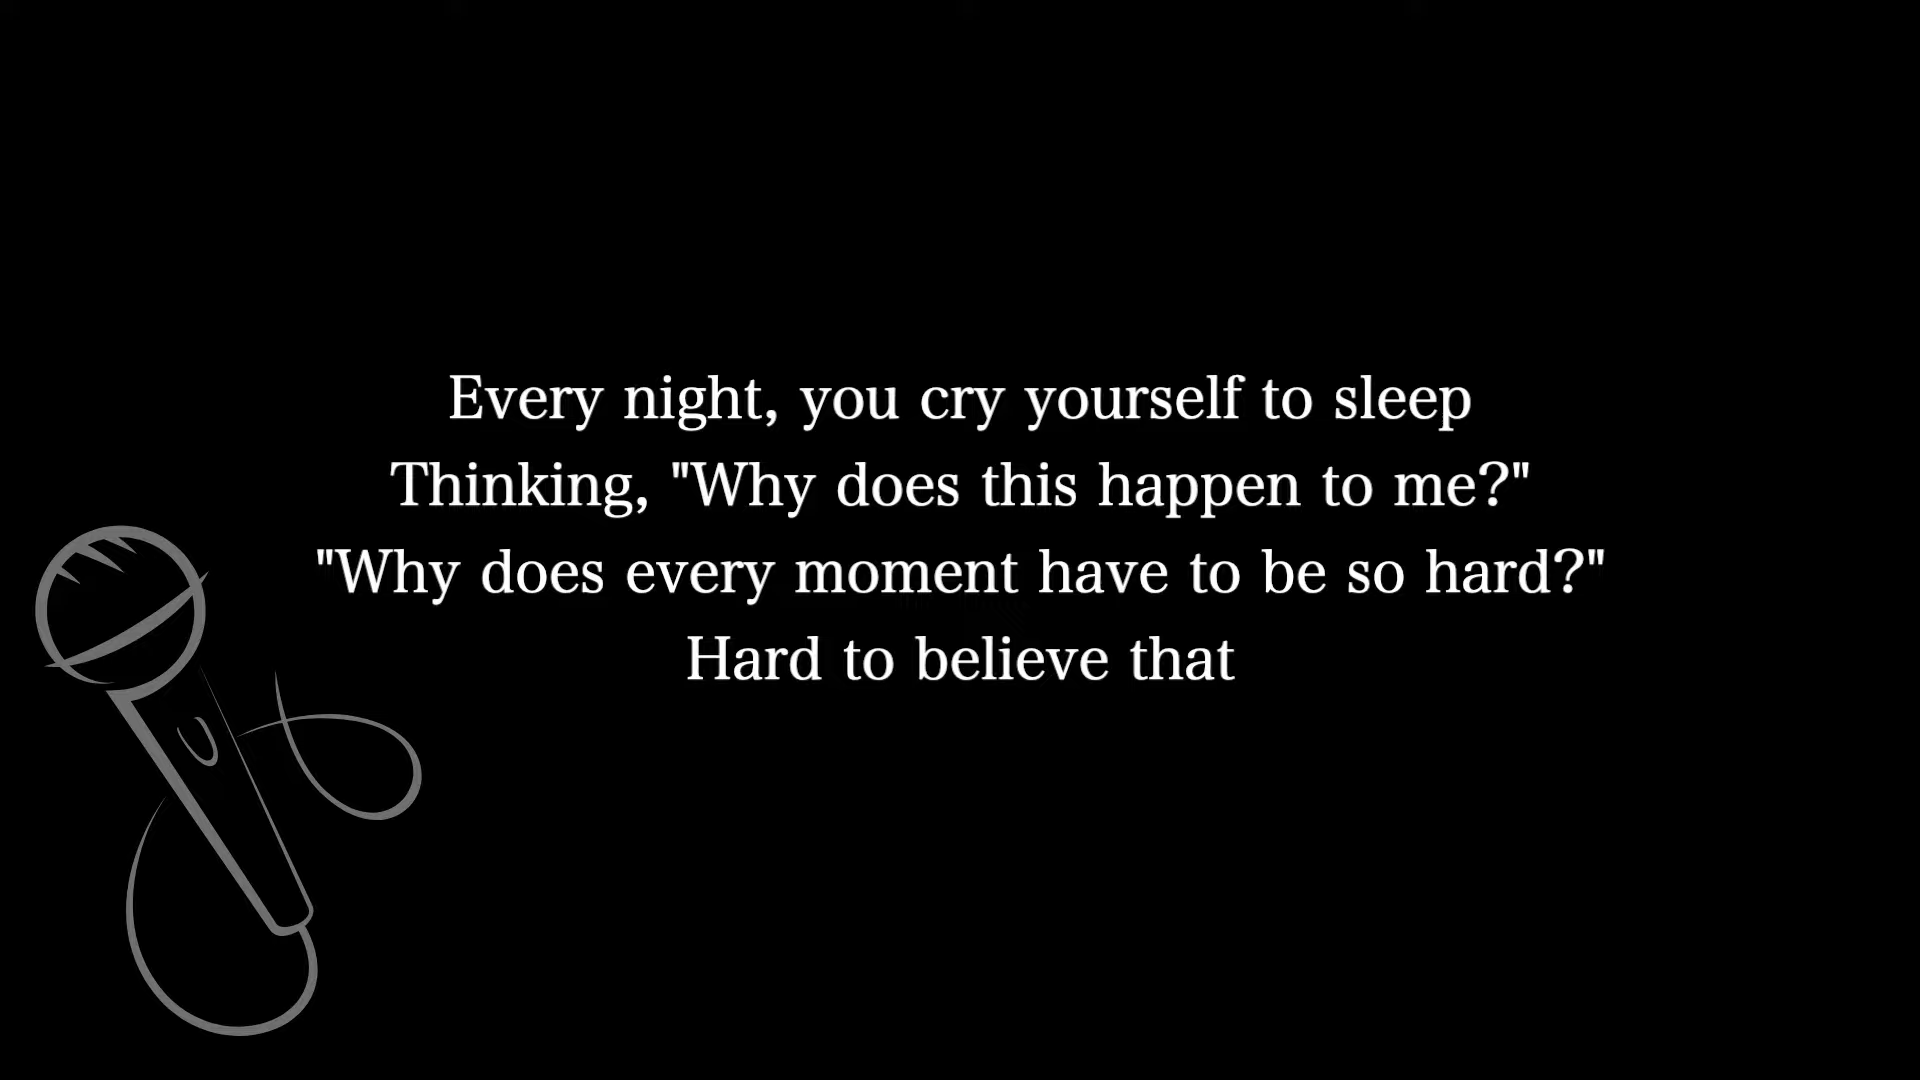 Every night, you cry yourself to sleep
Thinking, "Why does this happen to me?"
"Why does every moment have to be so hard?"
Hard to believe that